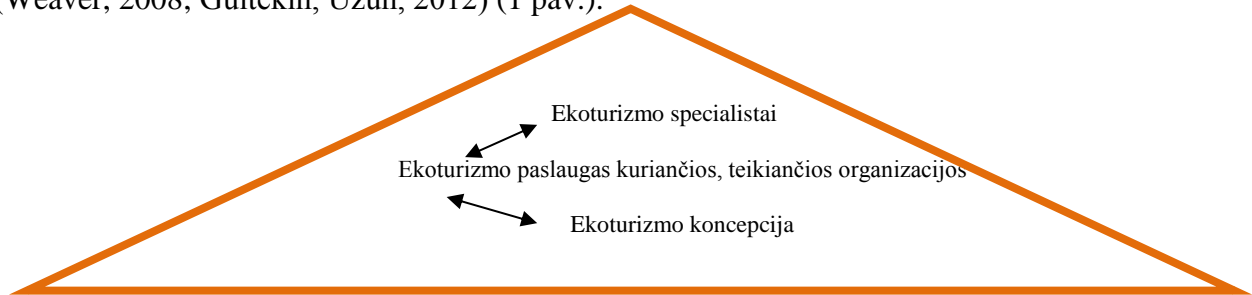 (Weaver, 2008; Gultekin, Uzun, 2012) (1 pav.).
Ekoturizmo specialistai
Ekoturizmo paslaugas kuriančios, teikiančios organizacijos
Ekoturizmo koncepcija